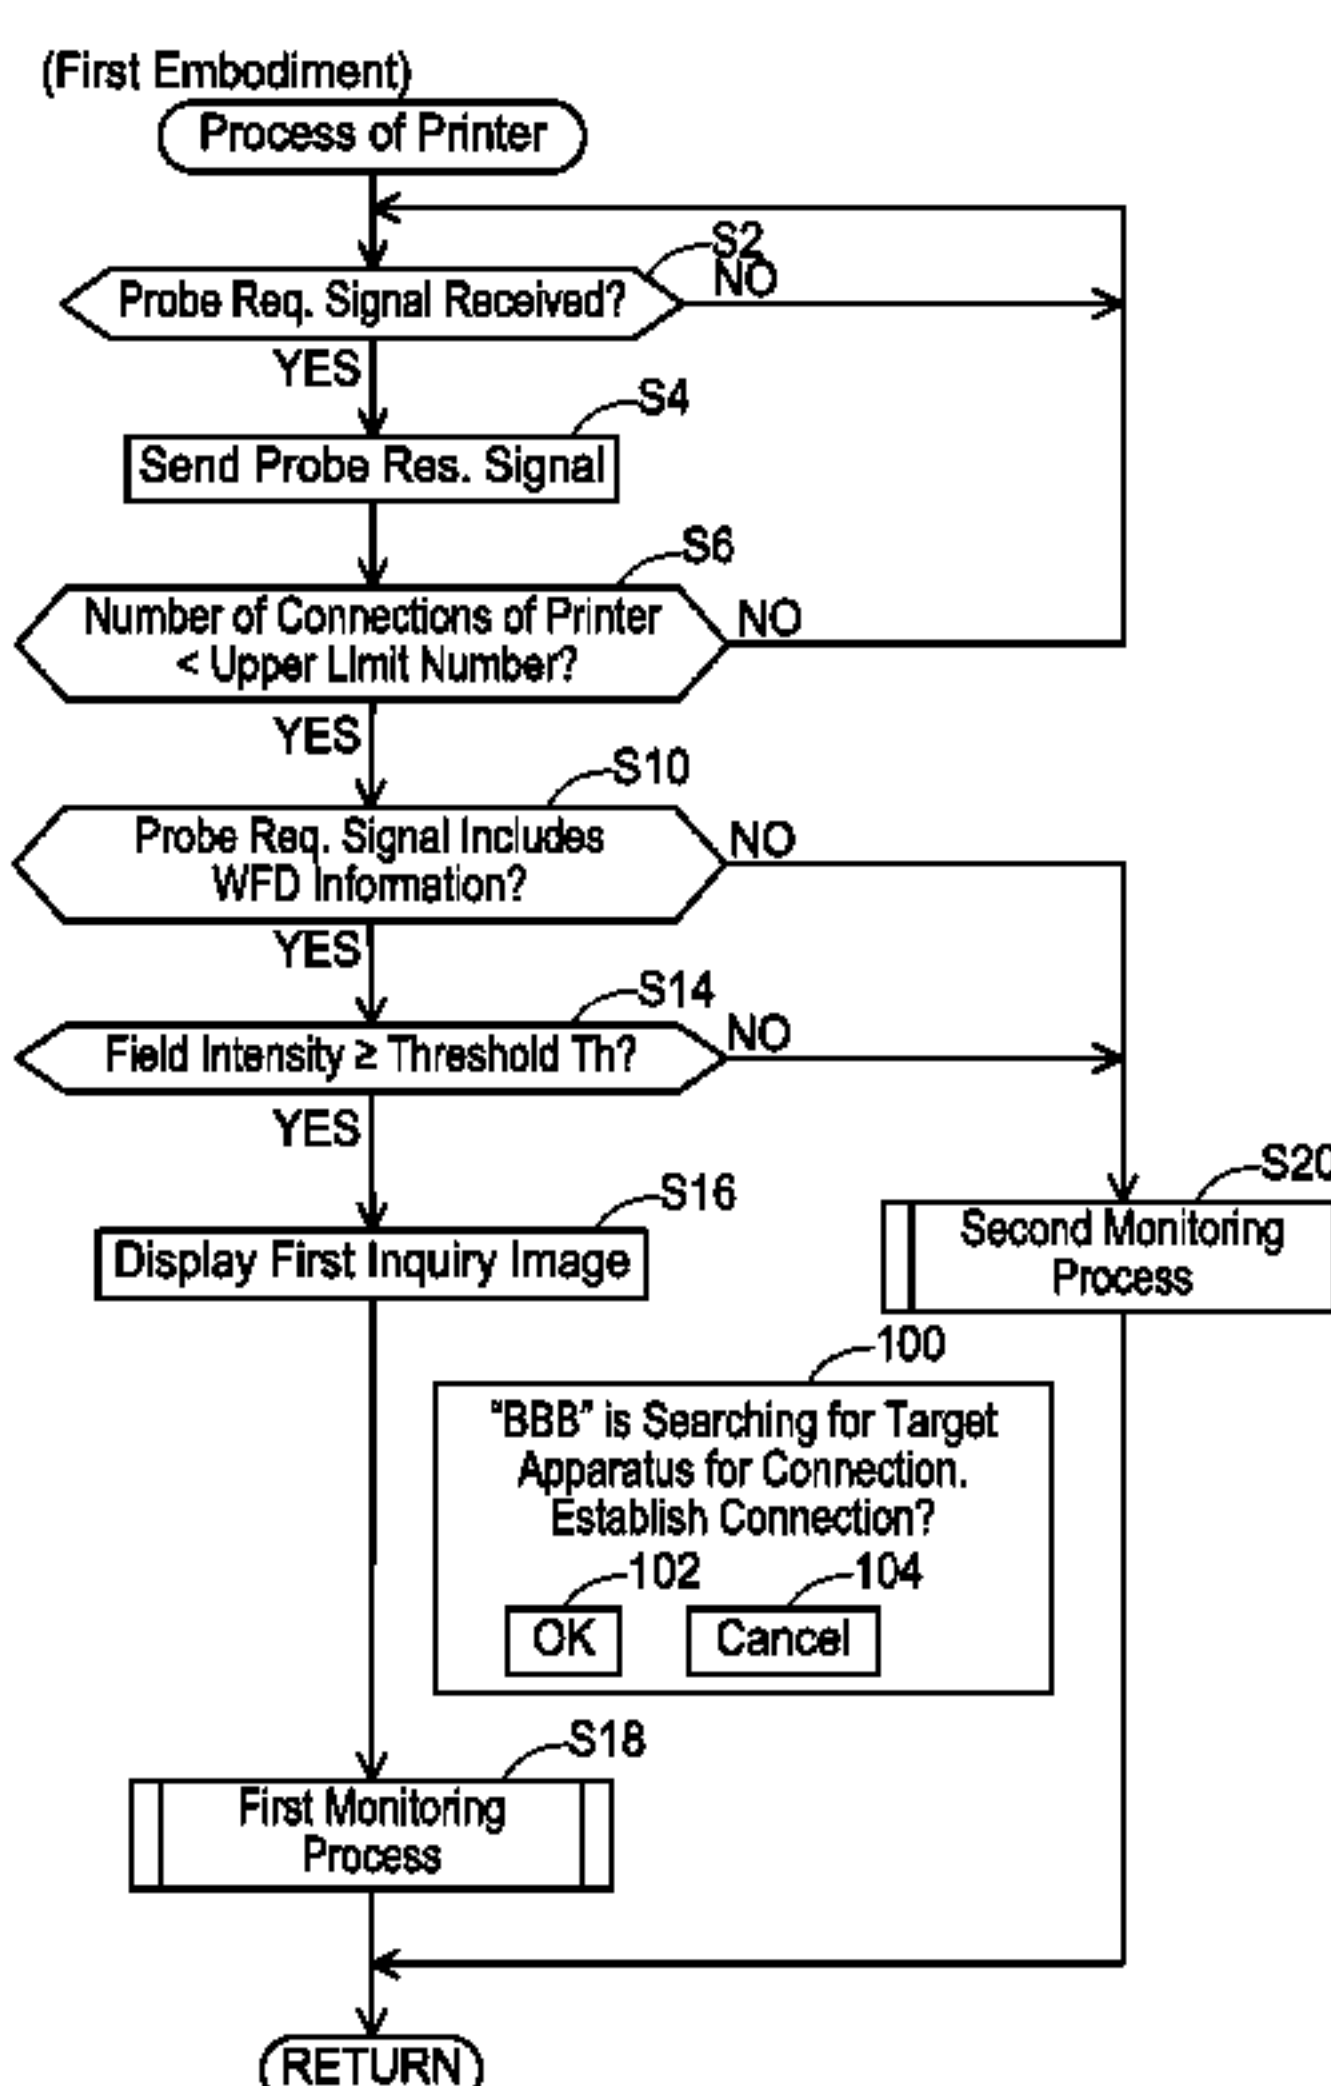 (First Embodiment)
Process of Printer
S2
NO
Probe Req. Signal Received?
YES
S4
Send Probe Res. Signal
S6
Number of Connections of Printer
< Upper Limit Number?
NO
YES
S10
Probe Req. Signal Includes
WFD Information?
NO
YES
S14
Field Intensity ≥ Threshold Th?
NO
YES
S16
Display First Inquiry Image
S20
Second Monitoring
Process
100
"BBB" is Searching for Target
Apparatus for Connection.
Establish Connection?
102
104
OK
Cancel
S18
First Monitoring
Process
RETURN